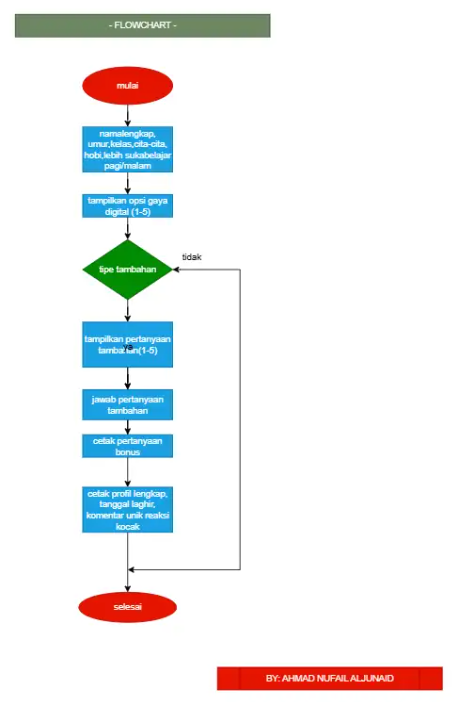 - FLOWCHART -
mulai
namalengkap,
umur,kelas,cita-cita,
hobi,lebih sukabelajar
pagi/malam
tampilkan opsi gaya
digital (1-5)
tidak
tipe tambahan
tampilkan pertanyaan
tambahan(1-5)
ya
jawab pertanyaan
tambahan
cetak pertanyaan
bonus
cetak profil lengkap,
tanggal laghir,
komentar unik reaksi
kocak
selesai
BY: AHMAD NUFAIL ALJUNAID